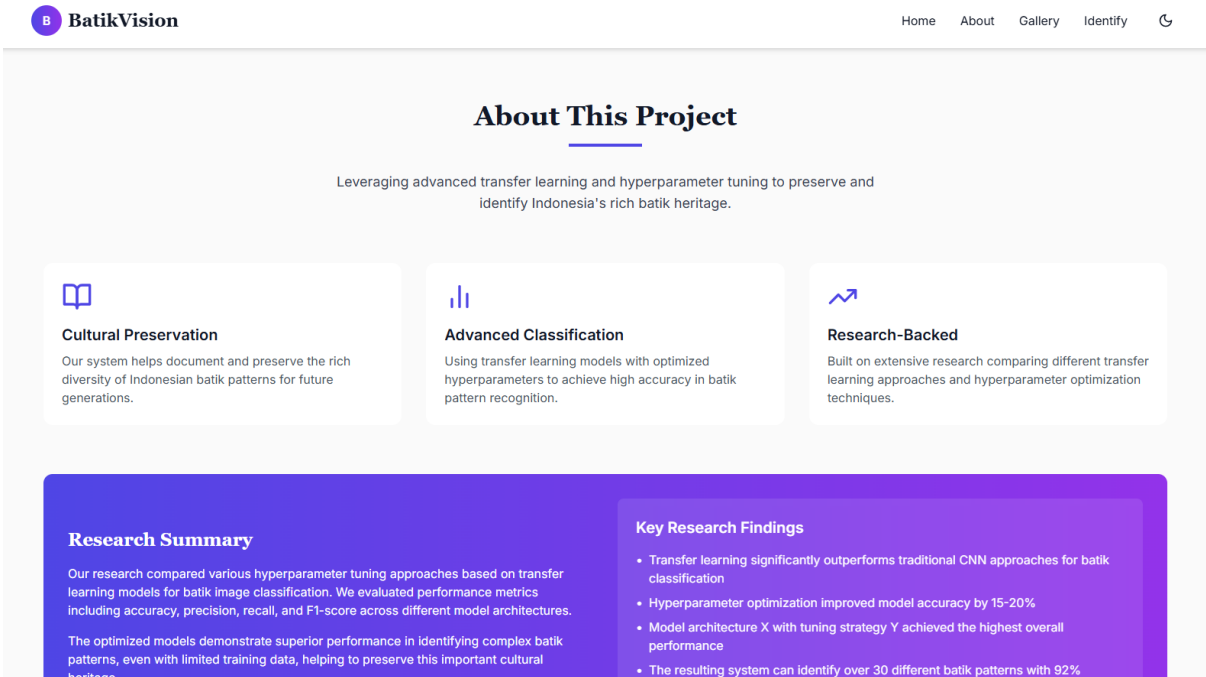 B BatikVision
Home About Gallery Identify
About This Project
Leveraging advanced transfer learning and hyperparameter tuning to preserve and
identify Indonesia's rich batik heritage.
Cultural Preservation
Our system helps document and preserve the rich
diversity of Indonesian batik patterns for future
generations.
Advanced Classification
Using transfer learning models with optimized
hyperparameters to achieve high accuracy in batik
pattern recognition.
Research-Backed
Built on extensive research comparing different transfer
learning approaches and hyperparameter optimization
techniques.
Research Summary
Our research compared various hyperparameter tuning approaches based on transfer
learning models for batik image classification. We evaluated performance metrics
including accuracy, precision, recall, and F1-score across different model architectures.
The optimized models demonstrate superior performance in identifying complex batik
patterns, even with limited training data, helping to preserve this important cultural
heritage.
Key Research Findings
• Transfer learning significantly outperforms traditional CNN approaches for batik
classification
• Hyperparameter optimization improved model accuracy by 15-20%
• Model architecture X with tuning strategy Y achieved the highest overall
performance
• The resulting system can identify over 30 different batik patterns with 92%